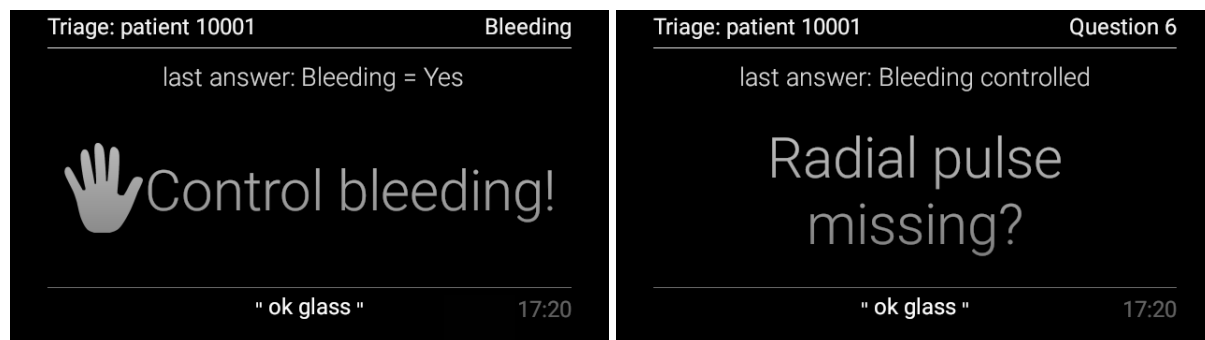 Triage: patient 10001 Bleeding
last answer: Bleeding = Yes
Control bleeding!
" ok glass " 17:20
Triage: patient 10001 Question 6
last answer: Bleeding controlled
Radial pulse
missing?
" ok glass " 17:20